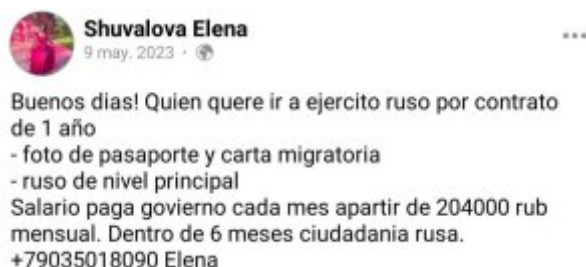 Shuvalova Elena
9 may. 2023 ·
Buenos dias! Quien quere ir a ejercito ruso por contrato
de 1 año
- foto de pasaporte y carta migratoria
- ruso de nivel principal
Salario paga govierno cada mes apartir de 204000 rub
mensual. Dentro de 6 meses ciudadania rusa.
+79035018090 Elena